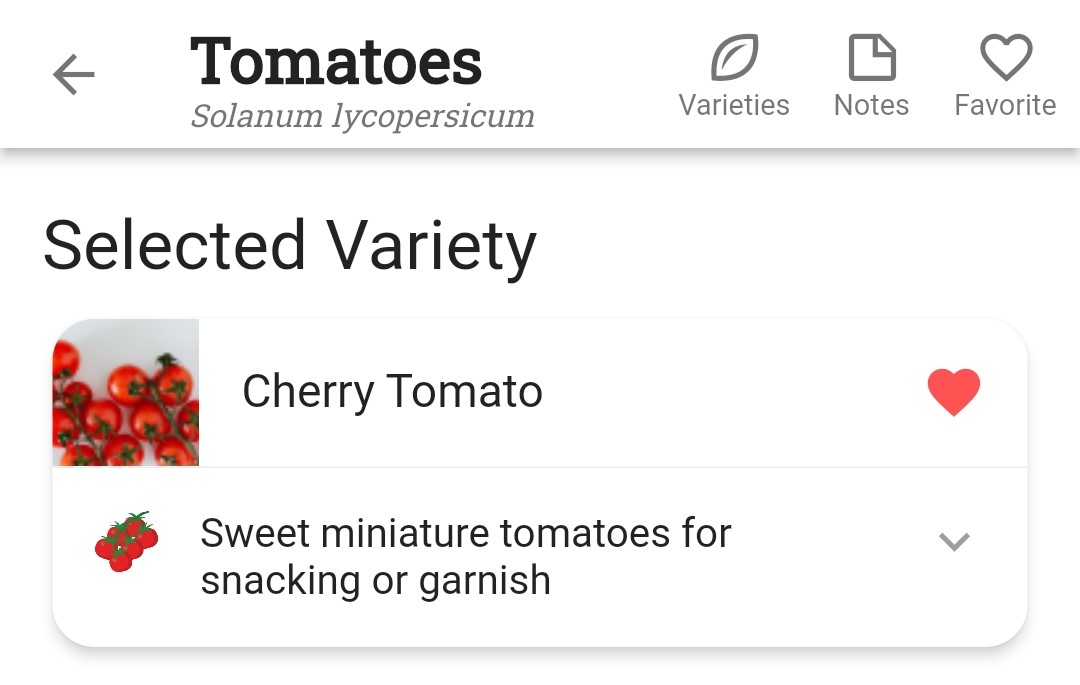 Tomatoes
Solanum lycopersicum
Varieties
Notes
Favorite
Selected Variety
Cherry Tomato
Sweet miniature tomatoes for
snacking or garnish